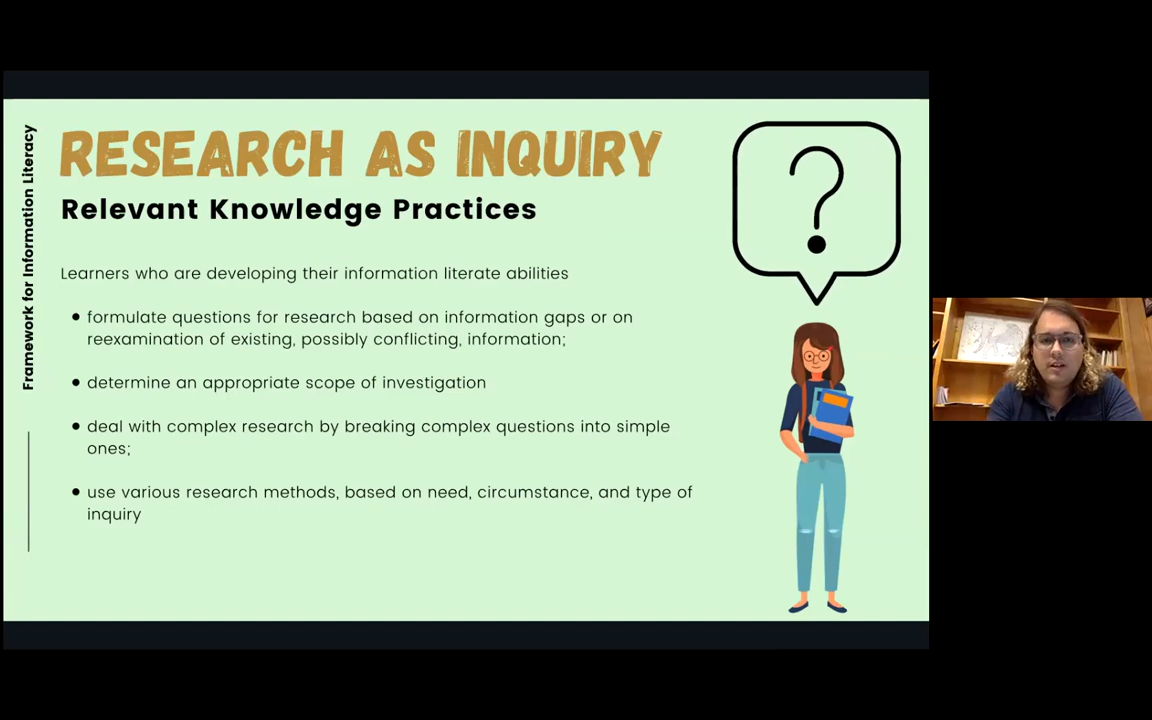 Framework for Information Literacy
RESEARCH AS INQUIRY
Relevant Knowledge Practices
Learners who are developing their information literate abilities
• formulate questions for research based on information gaps or on
reexamination of existing, possibly conflicting, information;
• determine an appropriate scope of investigation
• deal with complex research by breaking complex questions into simple
ones;
• use various research methods, based on need, circumstance, and type of
inquiry
?